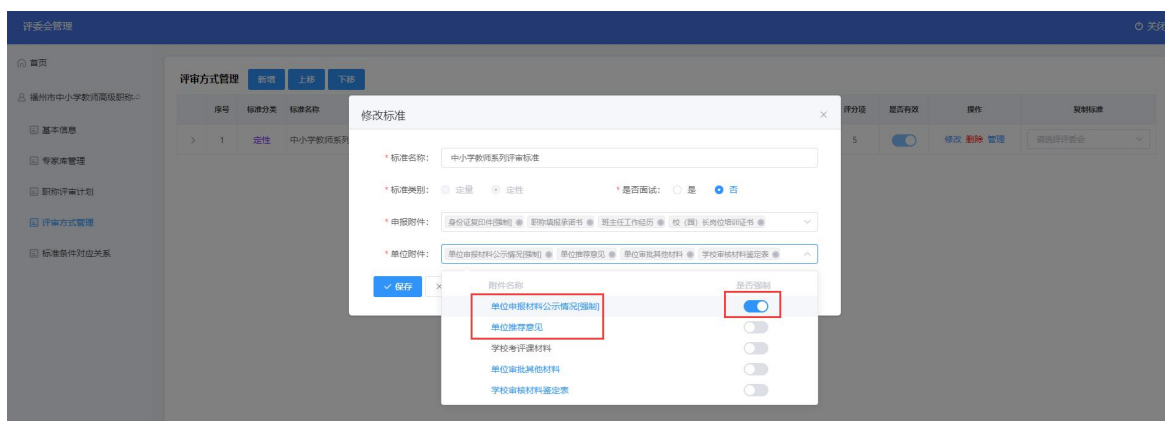 评委会管理
关闭
首页
福州市中小学教师高级职称
基本信息
专家库管理
职称评审计划
评审方式管理
标准条件对应关系
评审方式管理 新增 上移 下移
序号 标准分类 标准名称 评分项 是否有效 操作 复制标准
1 定性 中小学教师系列 5 修改 删除 管理 请选择评委会
修改标准
* 标准名称： 中小学教师系列评审标准
* 标准类别： 定量 定性 * 是否面试： 是 否
* 申报附件： 身份证复印件[强制] 职称填报承诺书 班主任工作经历 校（园）长岗位培训证书
* 单位附件： 单位申报材料公示情况[强制] 单位推荐意见 单位审批其他材料 学校审核材料鉴定表
保存
附件名称 是否强制
单位申报材料公示情况[强制]
单位推荐意见
学校考评课材料
单位审批其他材料
学校审核材料鉴定表